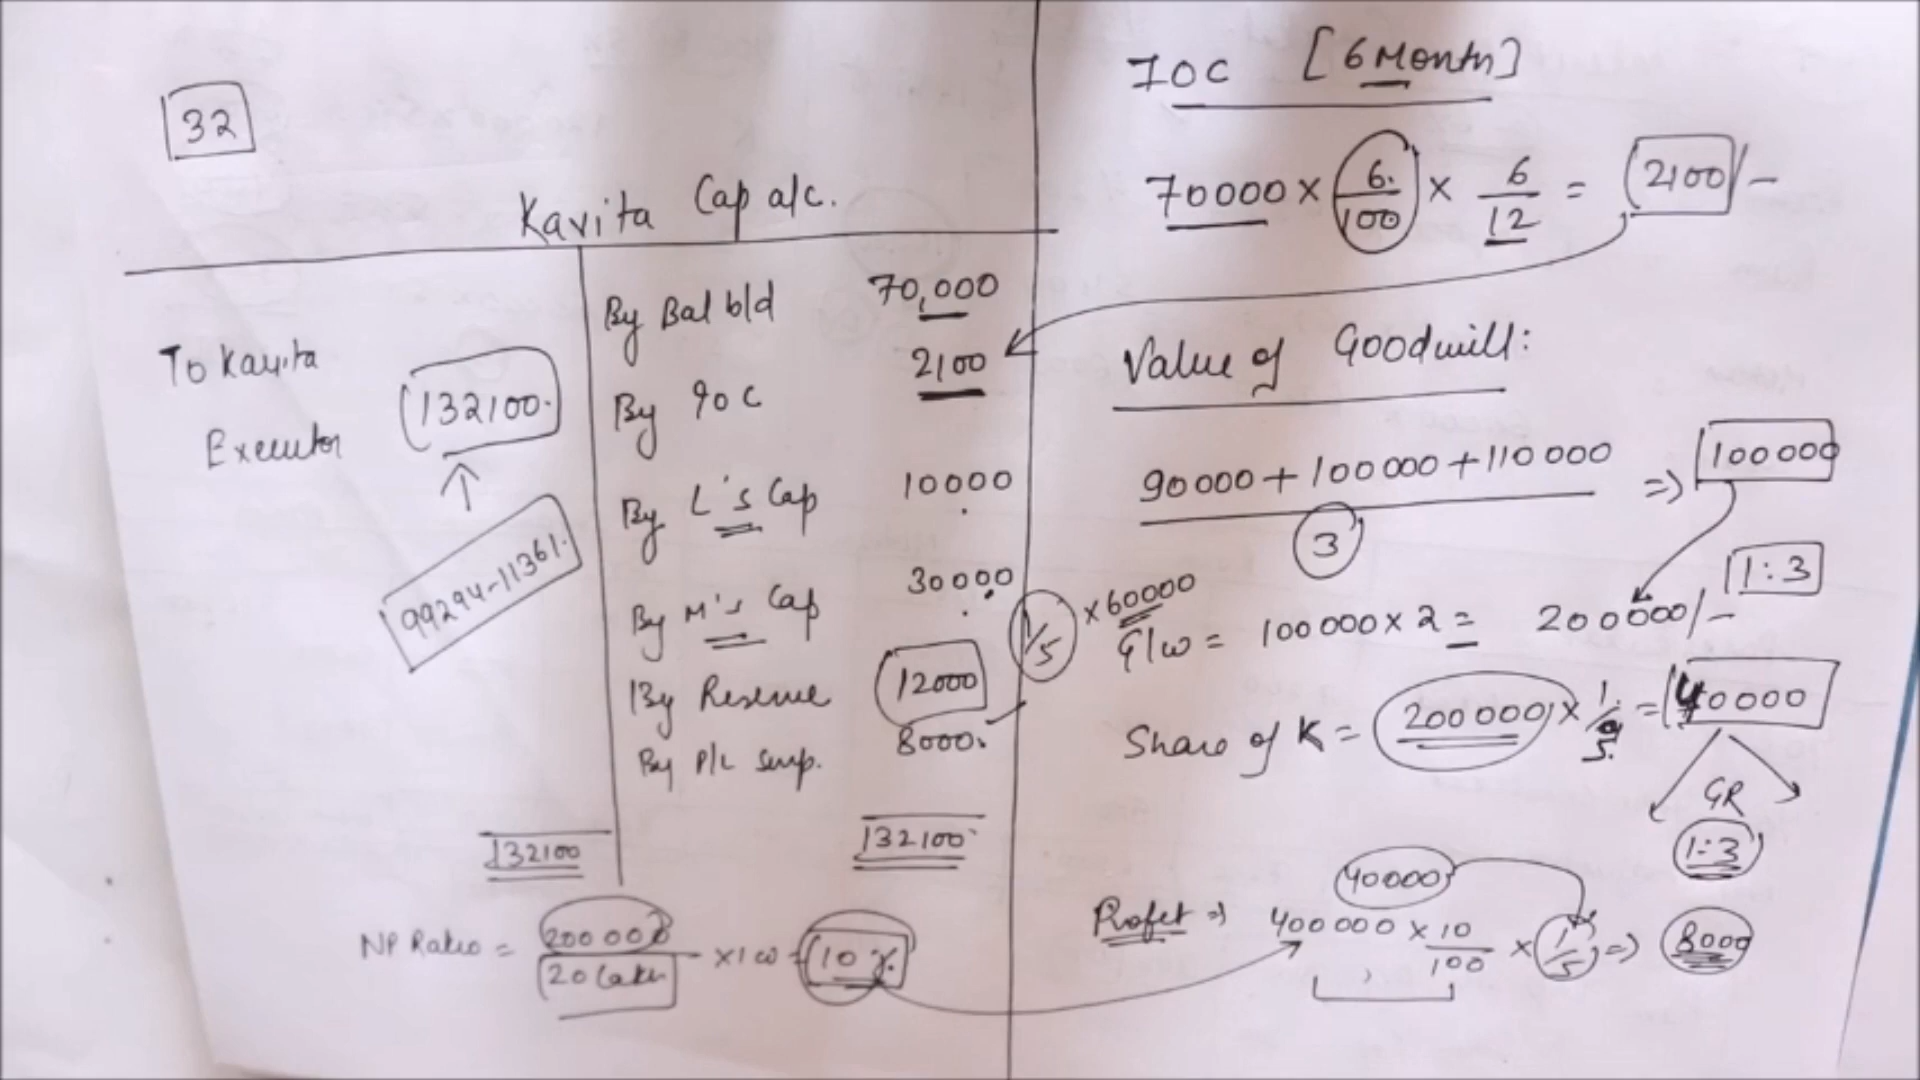 32
Kavita Cap a/c.
To Kavita
Executor
132100.
99294-11361.
By Bal b/d 70,000
By IOC 2100
By L's Cap 10000
By M's Cap 30000
By Reserve 12000
By P/L susp. 8000.
132100 132100
NP Ratio = 200000 / 20 Lakh × 100 = 10%
IOC [6 Month]
70000 × 6/100 × 6/12 = 2100/-
Value of Goodwill:
90000 + 100000 + 110000 => 100000
3
1:3
1/5 × 60000
G/w = 100000 × 2 = 200000/-
Share of K = 200000 × 1/5 = 40000
GR
1:3
40000
Profit => 400000 × 10/100 × 1/5 => 8000